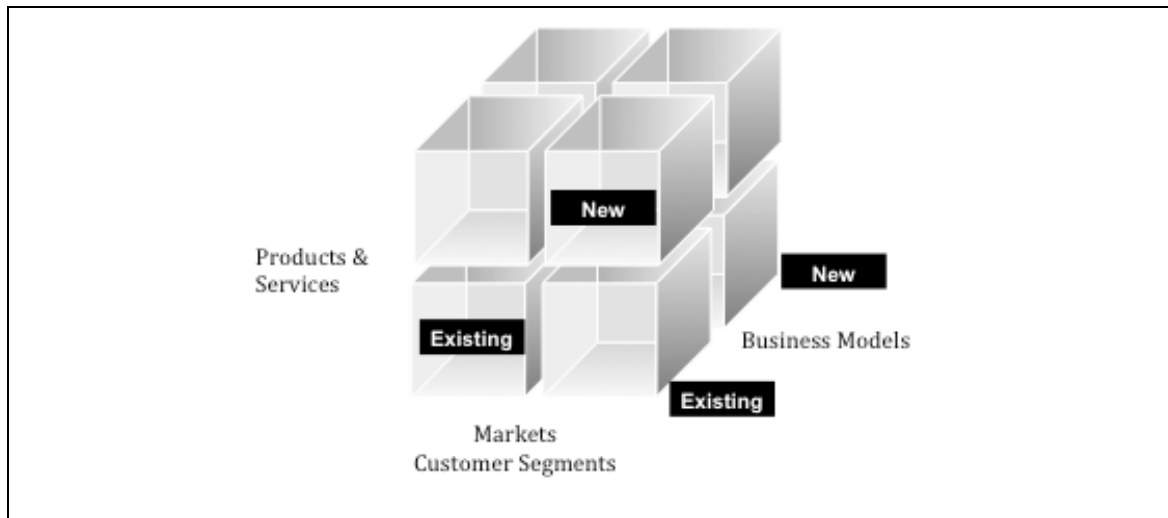 New
Products &
Services
New
Existing
Business Models
Existing
Markets
Customer Segments